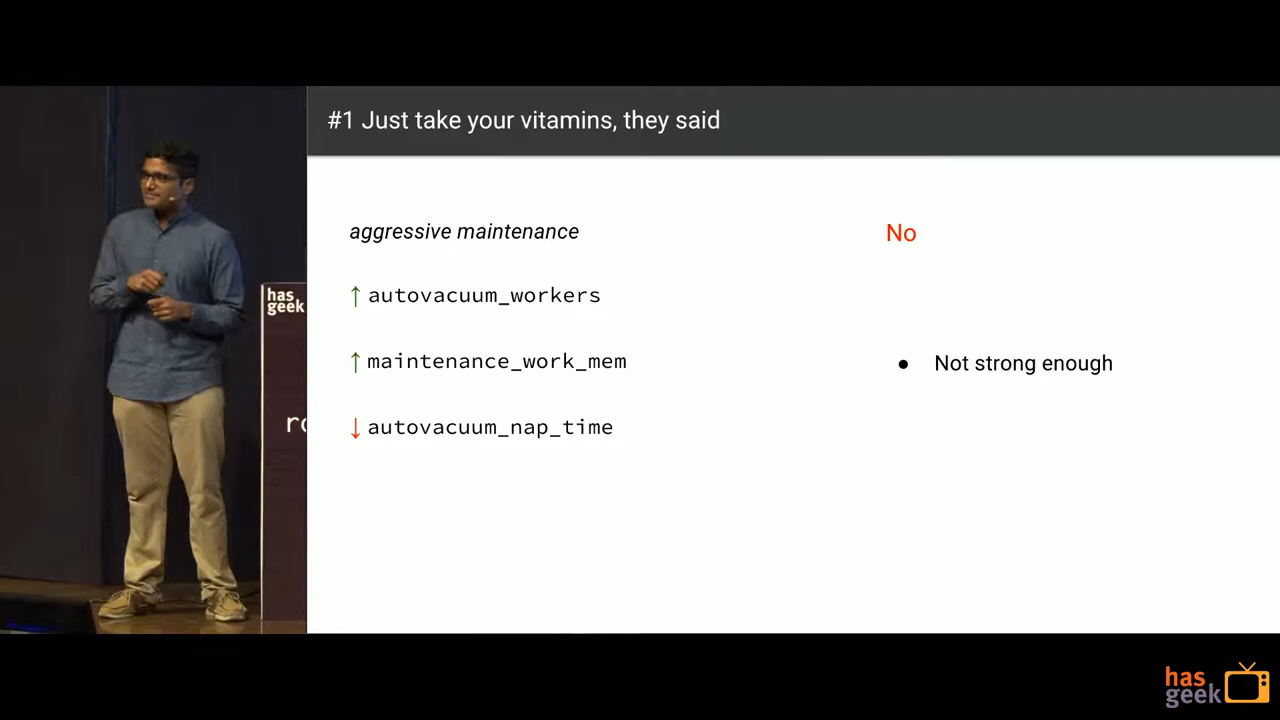 #1 Just take your vitamins, they said
aggressive maintenance
No
↑ autovacuum_workers
↑ maintenance_work_mem
• Not strong enough
↓ autovacuum_nap_time
has
geek
has
geek